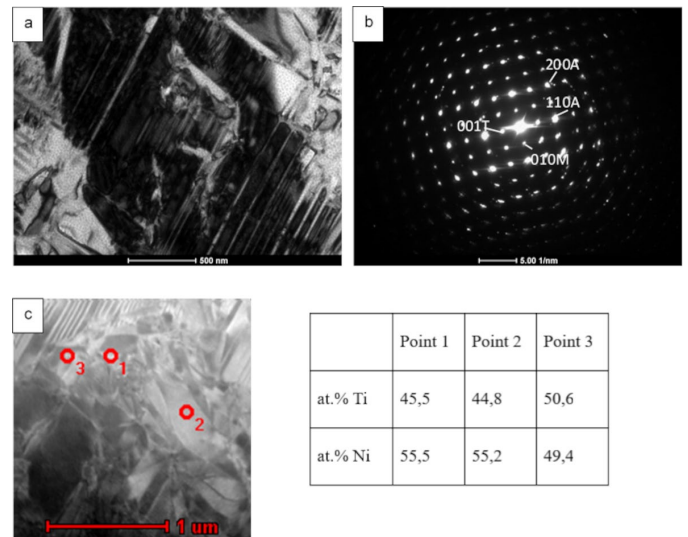 a
500 nm
b
200A
110A
001T
010M
5.00 1/nm
c
3
1
2
1 um
Point 1 Point 2 Point 3
at.% Ti 45,5 44,8 50,6
at.% Ni 55,5 55,2 49,4